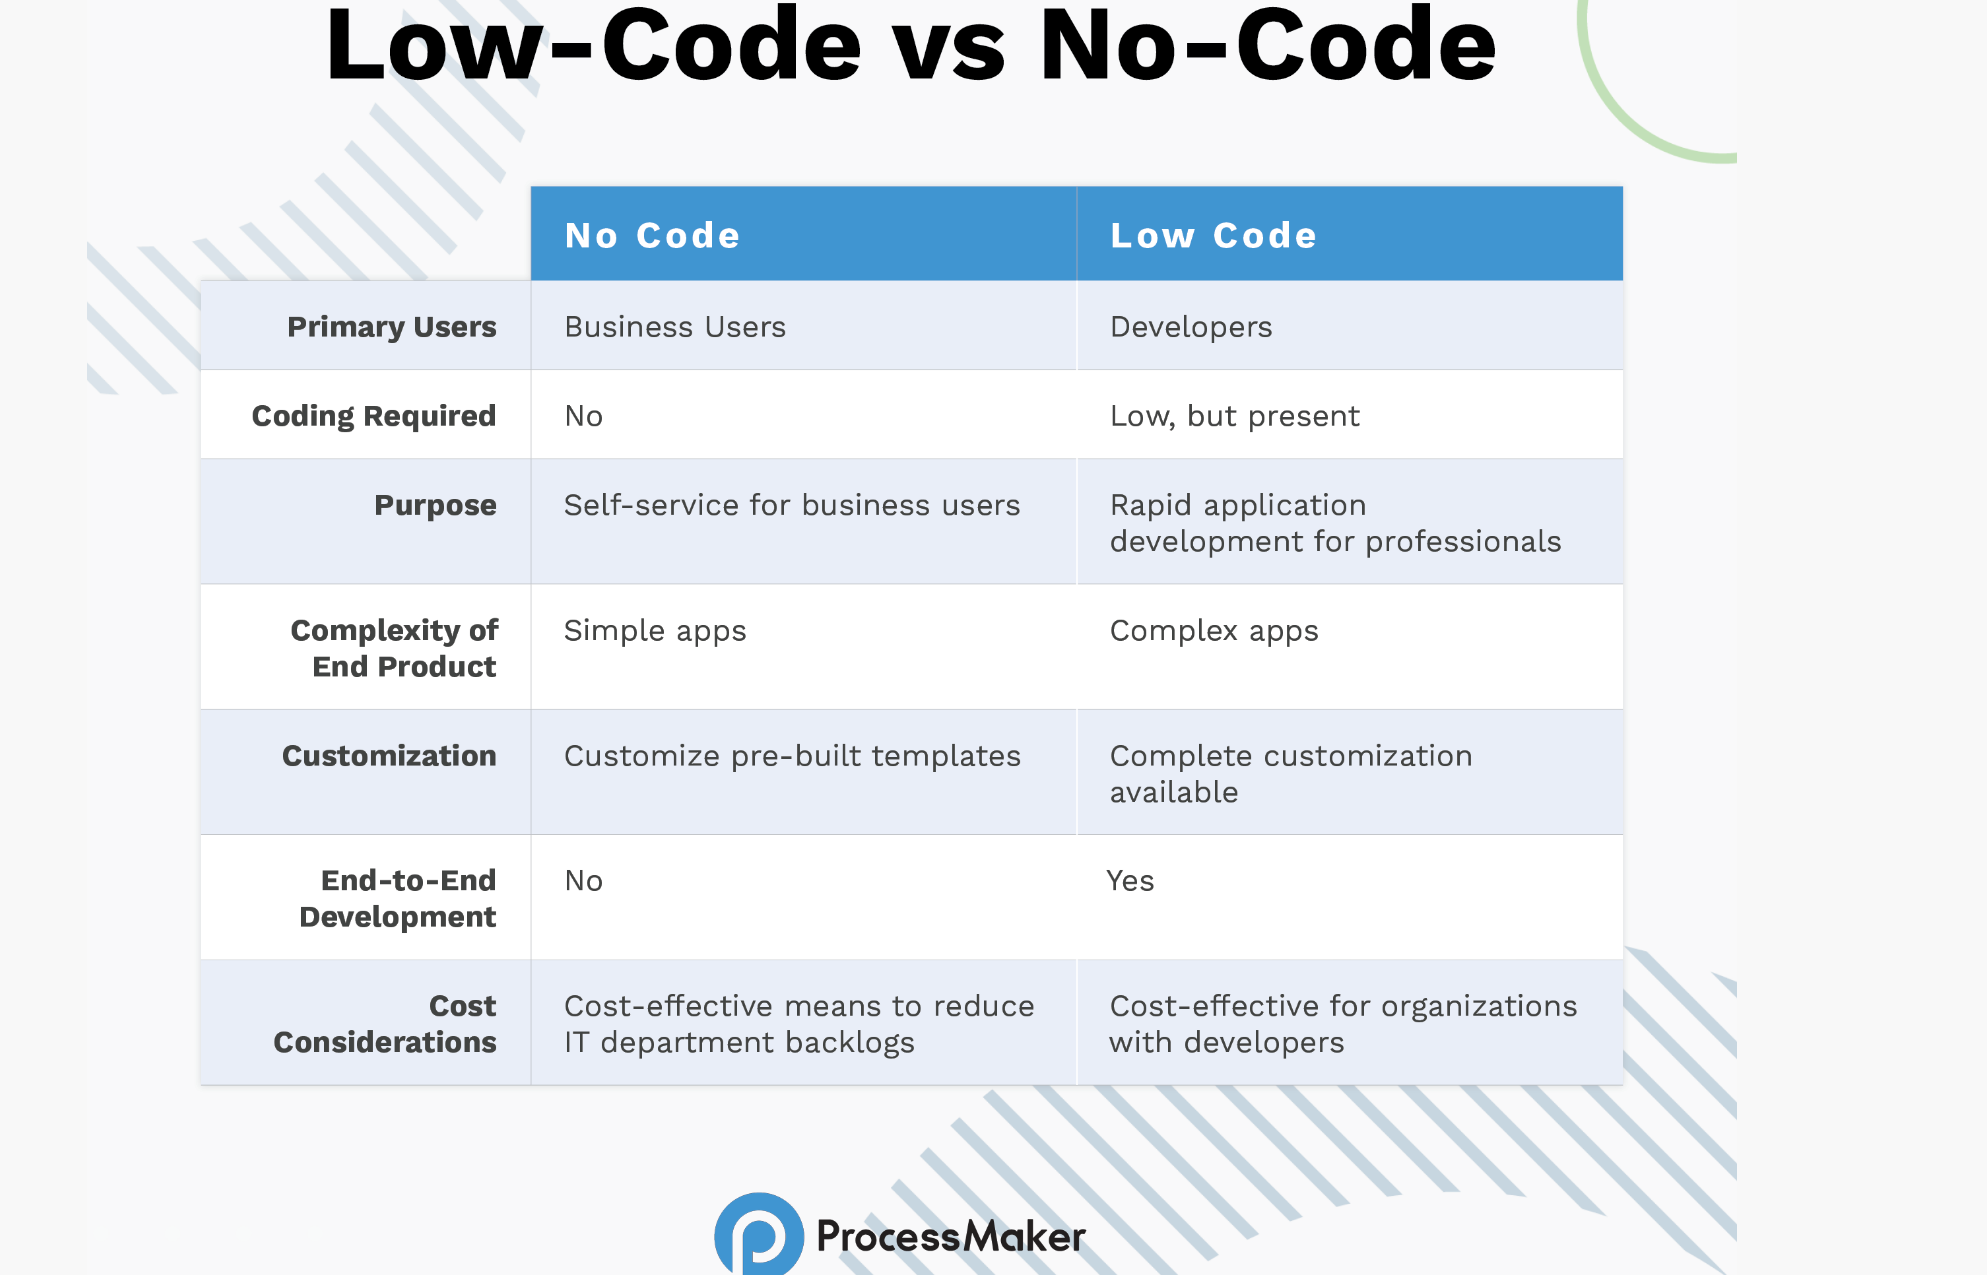 Low-Code vs No-Code
No Code
Low Code
Primary Users
Business Users
Developers
Coding Required
No
Low, but present
Purpose
Self-service for business users
Rapid application
development for professionals
Complexity of
End Product
Simple apps
Complex apps
Customization
Customize pre-built templates
Complete customization
available
End-to-End
Development
No
Yes
Cost
Considerations
Cost-effective means to reduce
IT department backlogs
Cost-effective for organizations
with developers
ProcessMaker